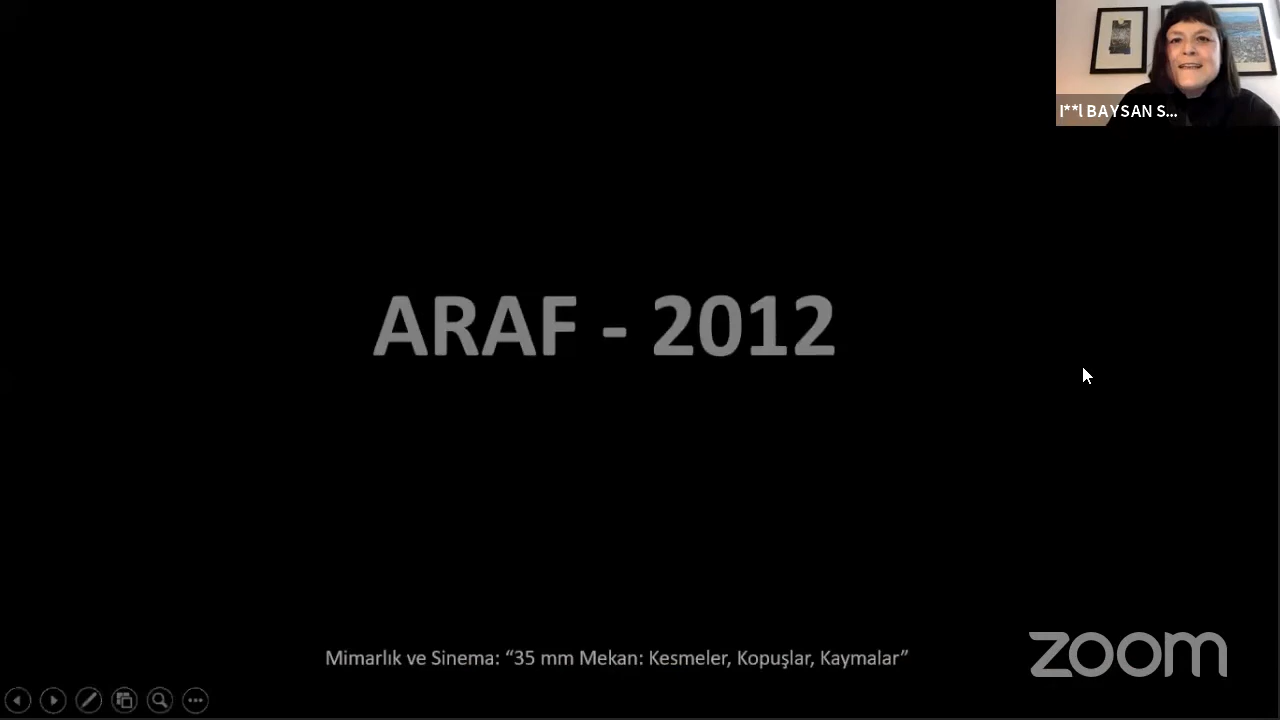 I**l BAYSAN S...
ARAF - 2012
Mimarlık ve Sinema: “35 mm Mekan: Kesmeler, Kopuşlar, Kaymalar”
zoom